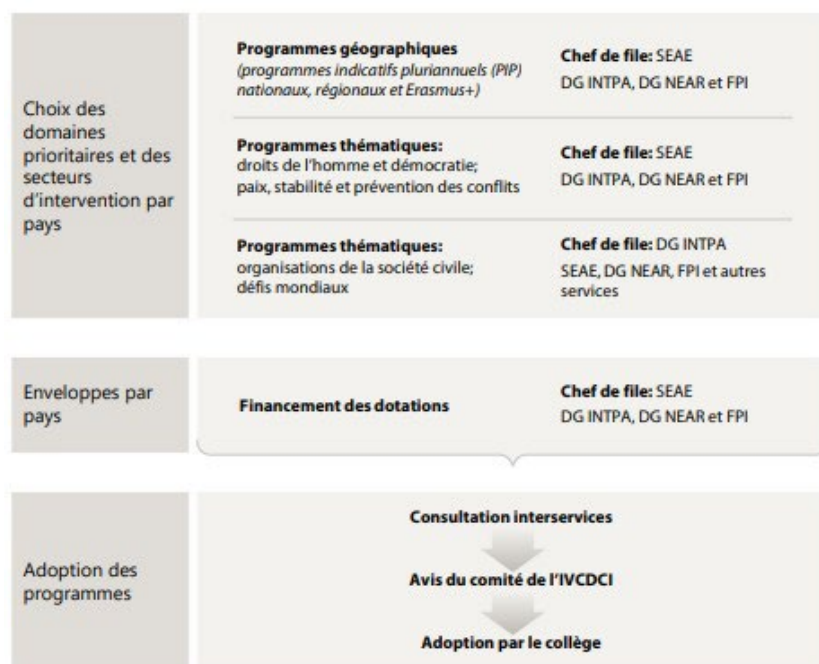 Choix des
domaines
prioritaires et des
secteurs
d'intervention par
pays
Programmes géographiques
(programmes indicatifs pluriannuels (PIP)
nationaux, régionaux et Erasmus+)
Chef de file: SEAE
DG INTPA, DG NEAR et FPI
Programmes thématiques:
droits de l'homme et démocratie;
paix, stabilité et prévention des conflits
Chef de file: SEAE
DG INTPA, DG NEAR et FPI
Programmes thématiques:
organisations de la société civile;
défis mondiaux
Chef de file: DG INTPA
SEAE, DG NEAR, FPI et autres
services
Enveloppes par
pays
Financement des dotations
Chef de file: SEAE
DG INTPA, DG NEAR et FPI
Adoption des
programmes
Consultation interservices
Avis du comité de l'IVCDCI
Adoption par le collège